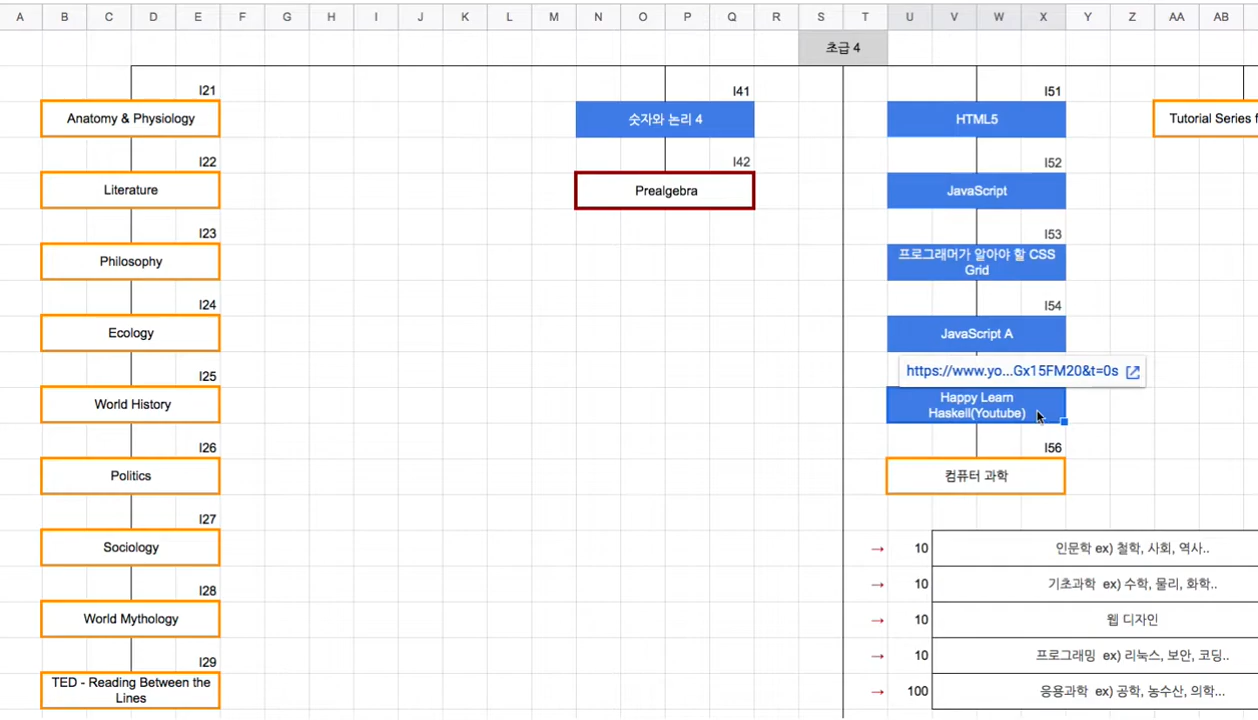 A B C D E F G H I J K L M N O P Q R S T U V W X Y Z AA AB
초급 4
I21
Anatomy & Physiology
I22
Literature
I23
Philosophy
I24
Ecology
I25
World History
I26
Politics
I27
Sociology
I28
World Mythology
I29
TED - Reading Between the
Lines
I41
숫자와 논리 4
I42
Prealgebra
I51
HTML5
I52
JavaScript
I53
프로그래머가 알아야 할 CSS
Grid
I54
JavaScript A
https://www.yo...Gx15FM20&t=0s
Happy Learn
Haskell(Youtube)
I56
컴퓨터 과학
Tutorial Series f
→ 10 인문학 ex) 철학, 사회, 역사..
→ 10 기초과학 ex) 수학, 물리, 화학..
→ 10 웹 디자인
→ 10 프로그래밍 ex) 리눅스, 보안, 코딩..
→ 100 응용과학 ex) 공학, 농수산, 의학...